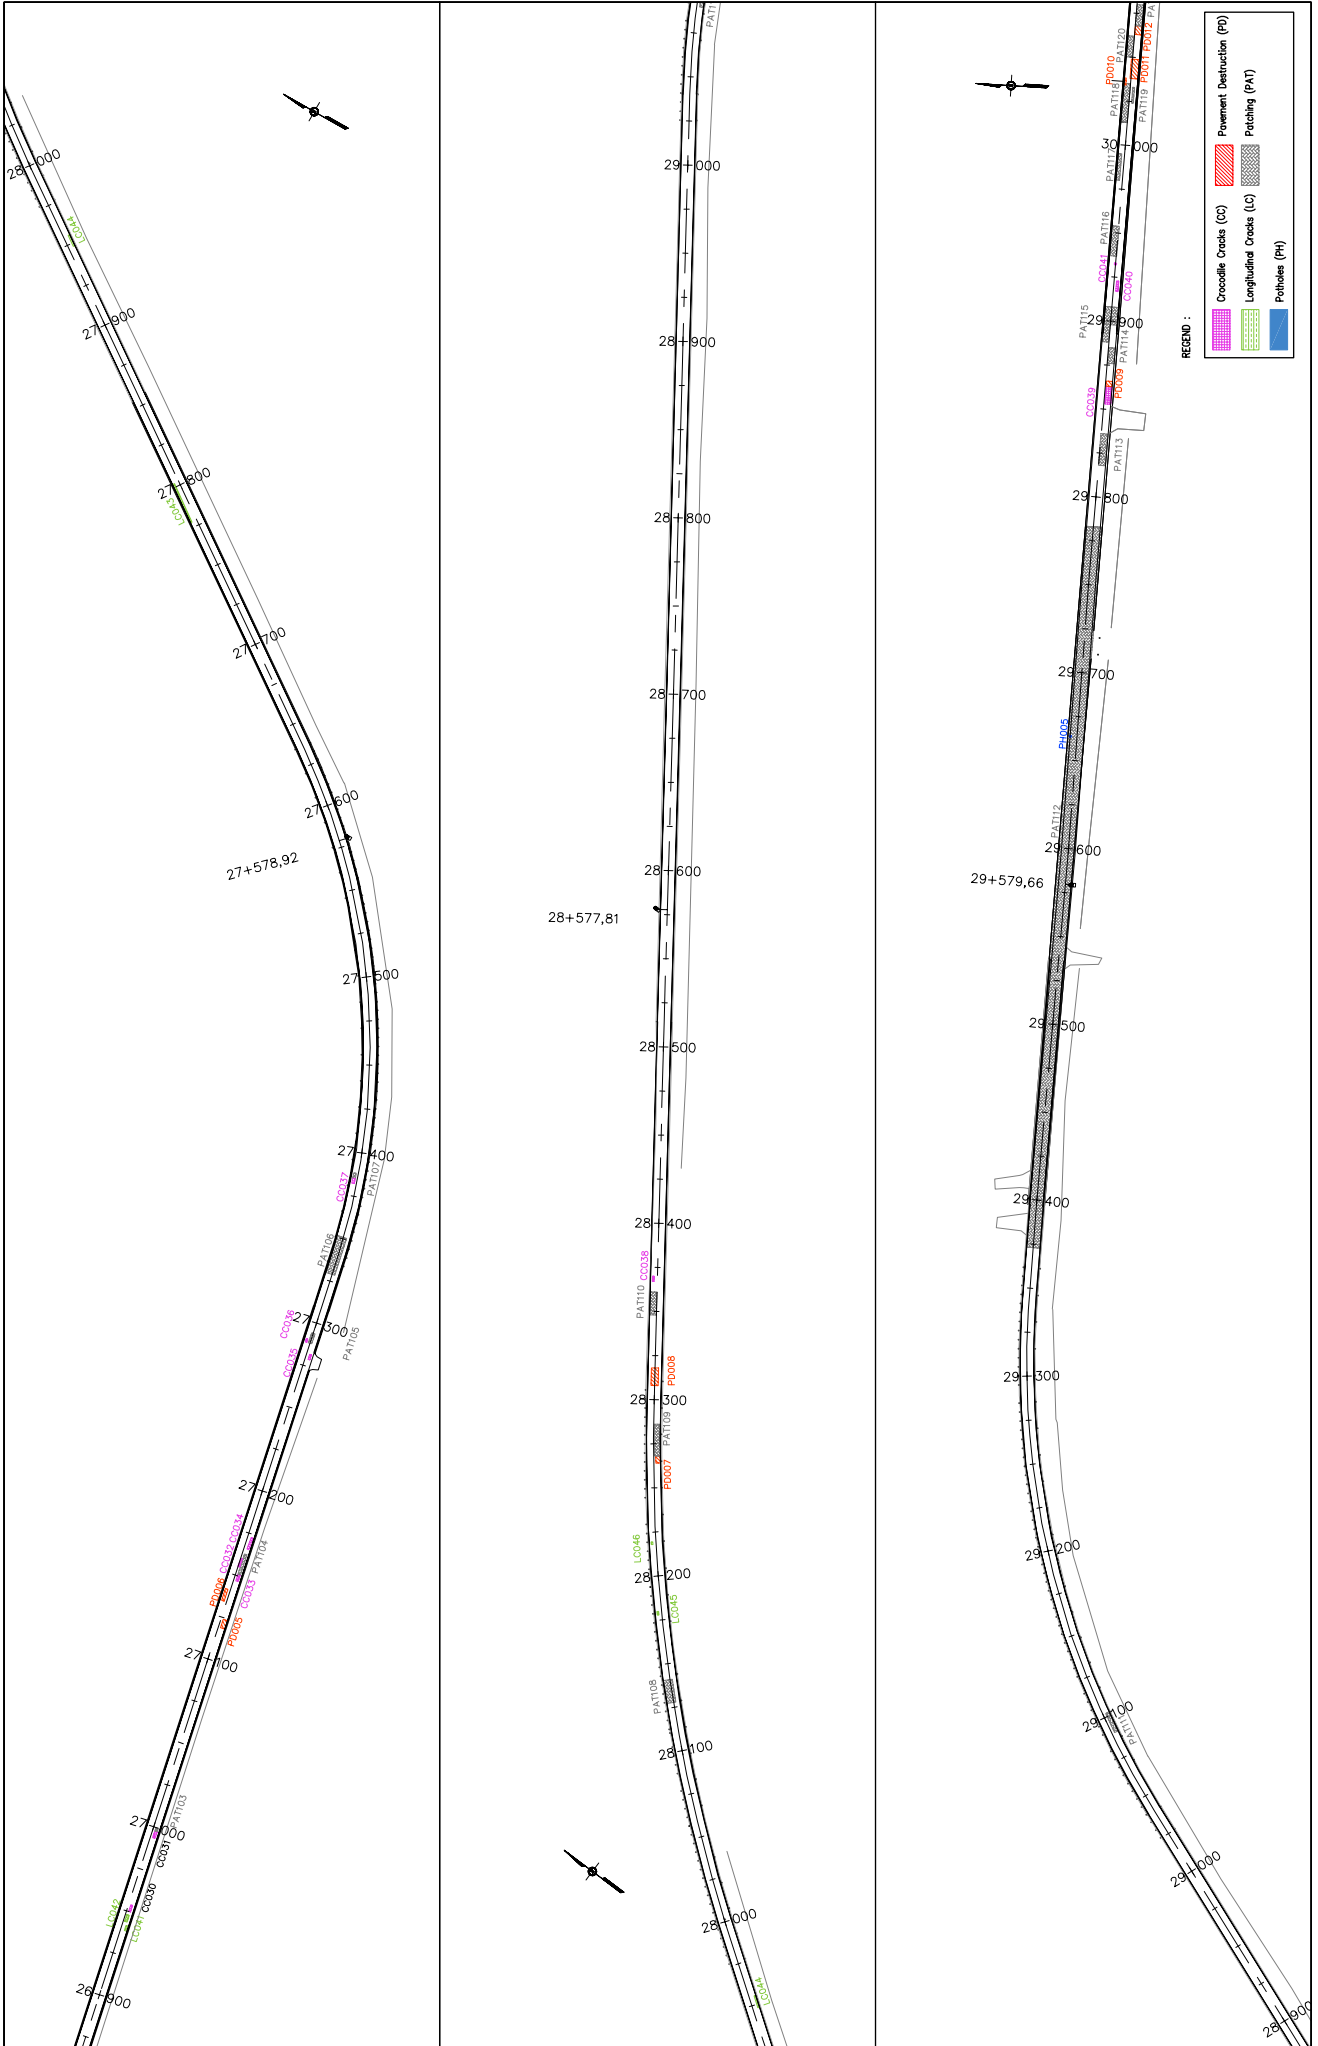 28+000
LC044
27+900
27+800
LC043
27+700
27+600
27+578,92
27+500
27+400
CC037
PAT107
PAT106
27+300
CC036
PAT105
CC035
27+200
CC034
CC032
PAT104
CC033
PD006
PD005
27+100
PAT103
27+000
CC031
CC030
LC042
LC041
26+900
PAT1
29+000
28+900
28+800
28+700
28+600
28+577,81
28+500
28+400
CC038
PAT110
PD008
28+300
PAT109
PD007
LC046
28+200
LC045
PAT108
28+100
28+000
LC044
PA
PAT120
PD012
PD010
PD011
PAT118
PAT119
30+000
PAT117
PAT116
CC041
CC040
PAT115
29+900
PAT114
PD009
CC039
PAT113
29+800
29+700
PH005
PAT112
29+600
29+579,66
29+500
29+400
29+300
29+200
29+100
PAT111
29+000
28+900
REGEND :
Crocodile Cracks (CC)
Pavement Destruction (PD)
Longitudinal Cracks (LC)
Patching (PAT)
Potholes (PH)